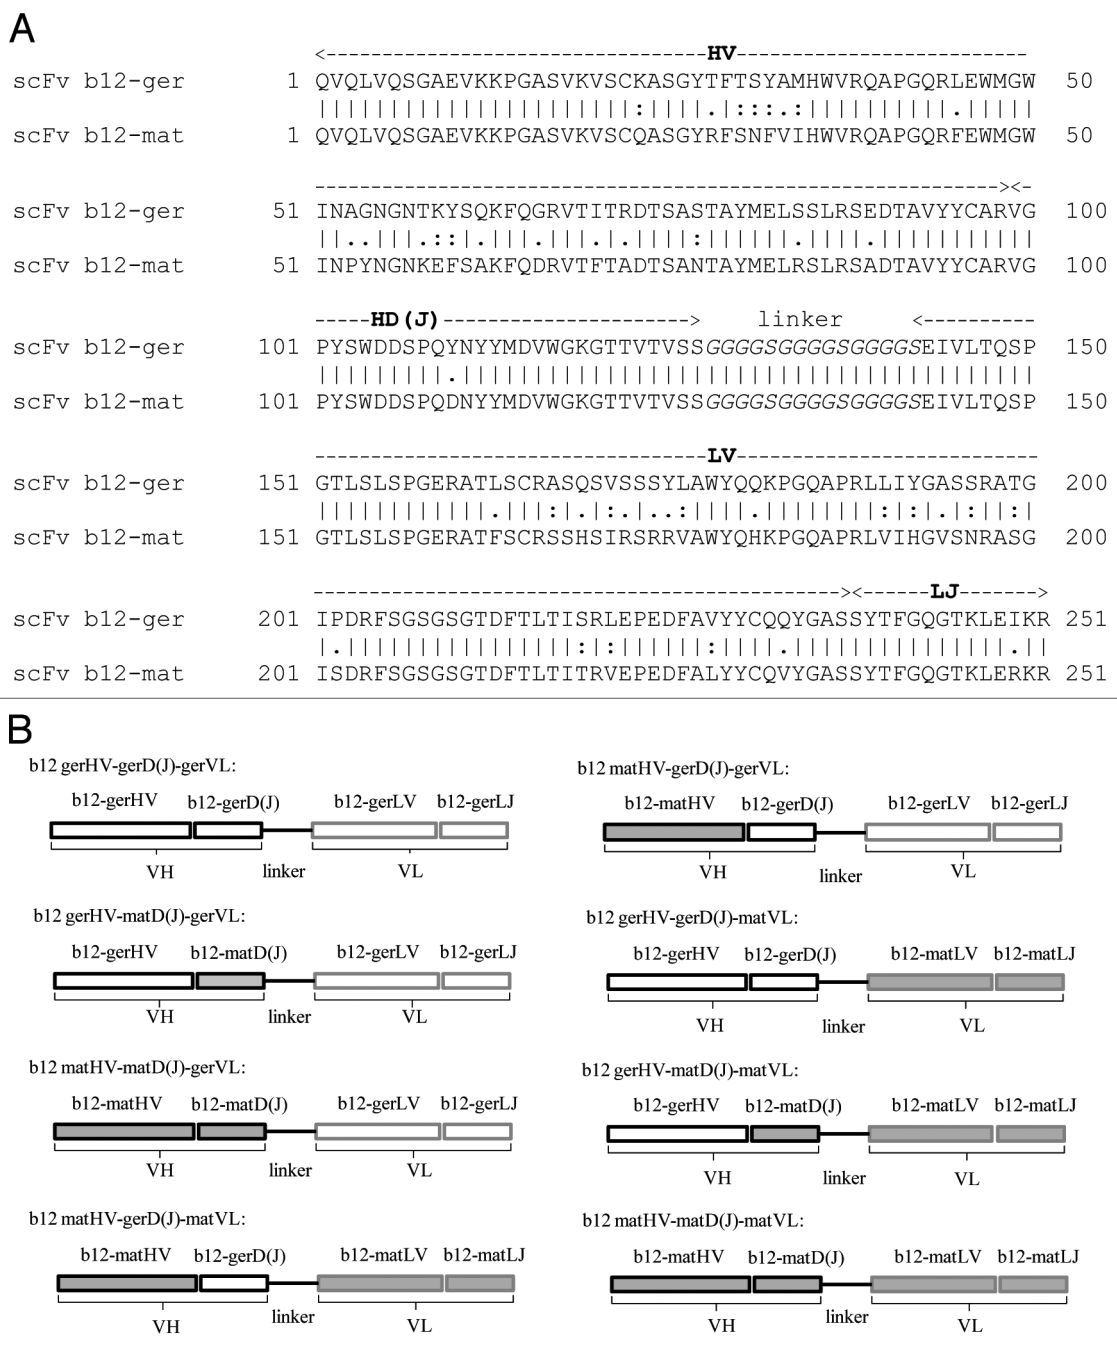 A
<-----------------------------HV----------------------
scFv b12-ger 1 QVQLVQSGAEVKKPGASVKVSCKASGYTFTSYAMHWVRQAPGQRLEWMGW 50
||||||||||||||||||||||:||||.|::::.:||||||||||.|||||
scFv b12-mat 1 QVQLVQSGAEVKKPGASVKVSCQASGYRFSNFVIHWVRQAPGQRFEWMGW 50
------------------------------------------------><-
scFv b12-ger 51 INAGNGNTKYSQKFQGRVTITRDTSASTAYMELSSLRSEDTAVYYCARVG 100
||..|||.::|.|||.|||.|.||||:||||||.||||.|||||||||||
scFv b12-mat 51 INPYNGNKEFSAKFQDRVTFTADTSANTAYMELRSLRSADTAVYYCARVG 100
-----HD(J)------------------> linker <---------
scFv b12-ger 101 PYSWDDSPQYNYYMDVWGKGTTVTVSSGGGGSGGGGSGGGGSEIVLTQSP 150
|||||||||.||||||||||||||||||||||||||||||||||||||||
scFv b12-mat 101 PYSWDDSPQDNYYMDVWGKGTTVTVSSGGGGSGGGGSGGGGSEIVLTQSP 150
----------------------------LV----------------------
scFv b12-ger 151 GTLSLSPGERATLSCRASQSVSSSYLAWYQQKPGQAPRLLIYGASSRATG 200
||||||||||||.|||:|.|:.|..:||||.||||||||:|:|.|:||:|
scFv b12-mat 151 GTLSLSPGERATFSCRSSHSIRSRRVAWYQHKPGQAPRLVIHGVSNRASG 200
-------------------------------------><------LJ------->
scFv b12-ger 201 IPDRFSGSGSGTDFTLTISRLEPEDFAVYYCQQYGASSYTFGQGTKLEIKR 251
|.||||||||||||||||:|:||||||:||||.|||||||||||||||.||
scFv b12-mat 201 ISDRFSGSGSGTDFTLTITRVEPEDFALYYCQVYGASSYTFGQGTKLERKR 251
B
b12 gerHV-gerD(J)-gerVL:
b12-gerHV b12-gerD(J) b12-gerLV b12-gerLJ
VH linker VL
b12 matHV-gerD(J)-gerVL:
b12-matHV b12-gerD(J) b12-gerLV b12-gerLJ
VH linker VL
b12 gerHV-matD(J)-gerVL:
b12-gerHV b12-matD(J) b12-gerLV b12-gerLJ
VH linker VL
b12 gerHV-gerD(J)-matVL:
b12-gerHV b12-gerD(J) b12-matLV b12-matLJ
VH linker VL
b12 matHV-matD(J)-gerVL:
b12-matHV b12-matD(J) b12-gerLV b12-gerLJ
VH linker VL
b12 gerHV-matD(J)-matVL:
b12-gerHV b12-matD(J) b12-matLV b12-matLJ
VH linker VL
b12 matHV-gerD(J)-matVL:
b12-matHV b12-gerD(J) b12-matLV b12-matLJ
VH linker VL
b12 matHV-matD(J)-matVL:
b12-matHV b12-matD(J) b12-matLV b12-matLJ
VH linker VL